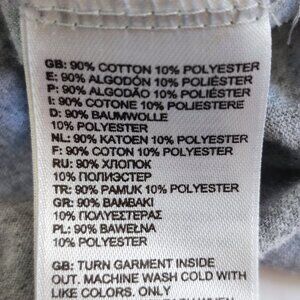 GB: 90% COTTON 10% POLYESTER
E: 90% ALGODÓN 10% POLIÉSTER
P: 90% ALGODÃO 10% POLIÉSTER
I: 90% COTONE 10% POLIESTERE
D: 90% BAUMWOLLE
10% POLYESTER
NL: 90% KATOEN 10% POLYESTER
F: 90% COTON 10% POLYESTER
RU: 90% ХЛОПОК
10% ПОЛИЭСТЕР
TR: 90% PAMUK 10% POLYESTER
GR: 90% ΒΑΜΒΑΚΙ
10% ΠΟΛΥΕΣΤΕΡΑΣ
PL: 90% BAWEŁNA
10% POLYESTER
GB: TURN GARMENT INSIDE
OUT. MACHINE WASH COLD WITH
LIKE COLORS. ONLY